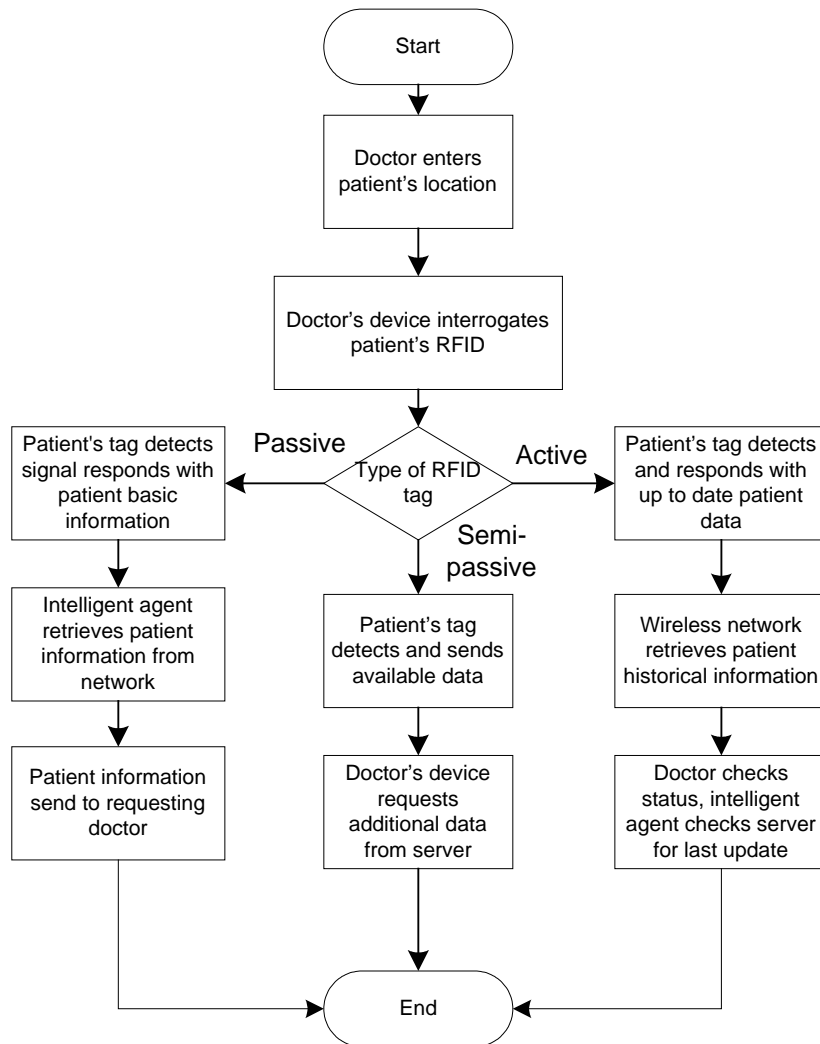 Start
Doctor enters
patient’s location
Doctor’s device interrogates
patient’s RFID
Type of RFID
tag
Passive
Active
Semi-
passive
Patient's tag detects
signal responds with
patient basic
information
Intelligent agent
retrieves patient
information from
network
Patient information
send to requesting
doctor
Patient’s tag
detects and sends
available data
Doctor’s device
requests
additional data
from server
Patient’s tag detects
and responds with
up to date patient
data
Wireless network
retrieves patient
historical information
Doctor checks
status, intelligent
agent checks server
for last update
End